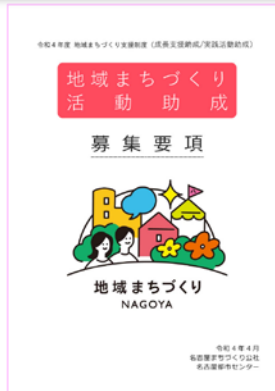 令和４年度 地域まちづくり支援制度（成長支援助成/実践活動助成）
地域まちづくり
活動助成
募集要項
地域まちづくり
NAGOYA
令和４年４月
名古屋まちづくり公社
名古屋都市センター